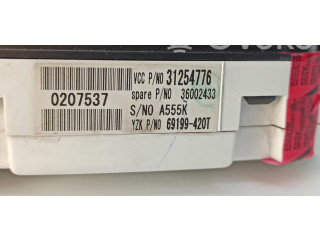 VCC P/NO 31254776
spare P/NO 36002433
0207537
S/NO A555K
YZK P/NO 69199-420T